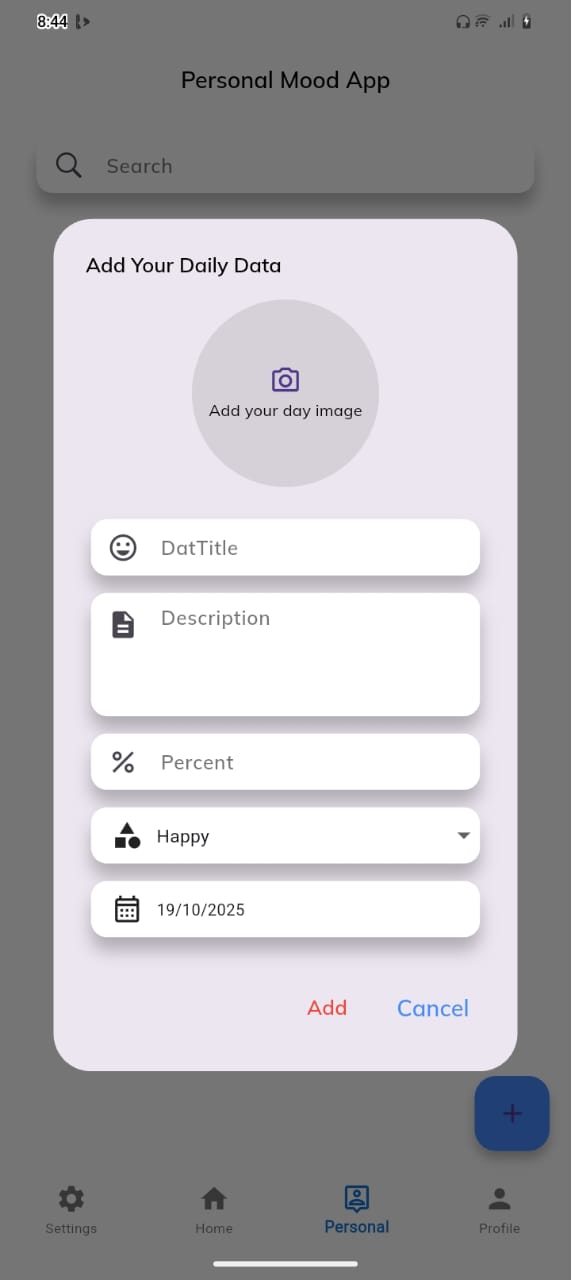 8:44
Personal Mood App
Search
Add Your Daily Data
Add your day image
DatTitle
Description
Percent
Happy
19/10/2025
Add
Cancel
Settings
Home
Personal
Profile